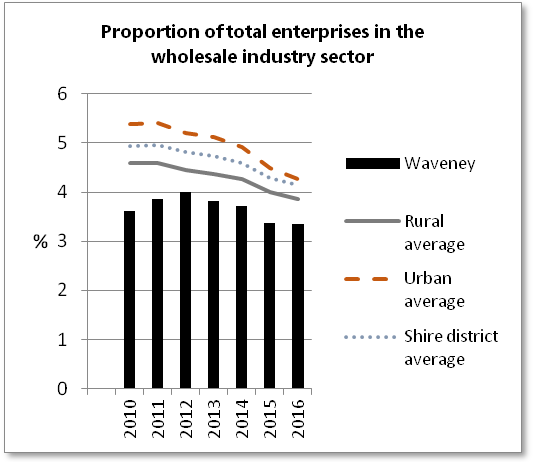 Proportion of total enterprises in the
wholesale industry sector
6
5
4
3
2
1
0
%
2010
2011
2012
2013
2014
2015
2016
Waveney
Rural
average
Urban
average
Shire district
average